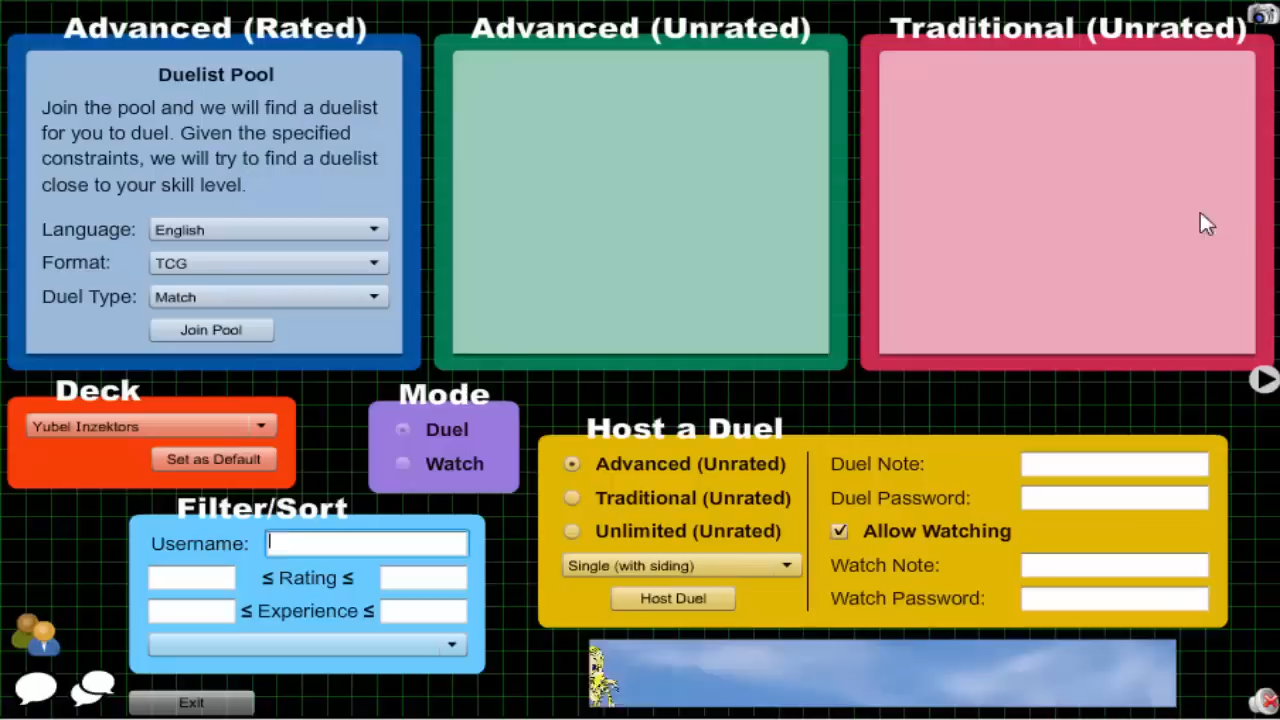 Advanced (Rated)
Duelist Pool
Join the pool and we will find a duelist
for you to duel. Given the specified
constraints, we will try to find a duelist
close to your skill level.
Language: English
Format: TCG
Duel Type: Match
Join Pool
Advanced (Unrated)
Traditional (Unrated)
Deck
Yubel Inzektors
Set as Default
Mode
Duel
Watch
Filter/Sort
Username:
≤ Rating ≤
≤ Experience ≤
Exit
Host a Duel
Advanced (Unrated)
Traditional (Unrated)
Unlimited (Unrated)
Single (with siding)
Host Duel
Duel Note:
Duel Password:
Allow Watching
Watch Note:
Watch Password: